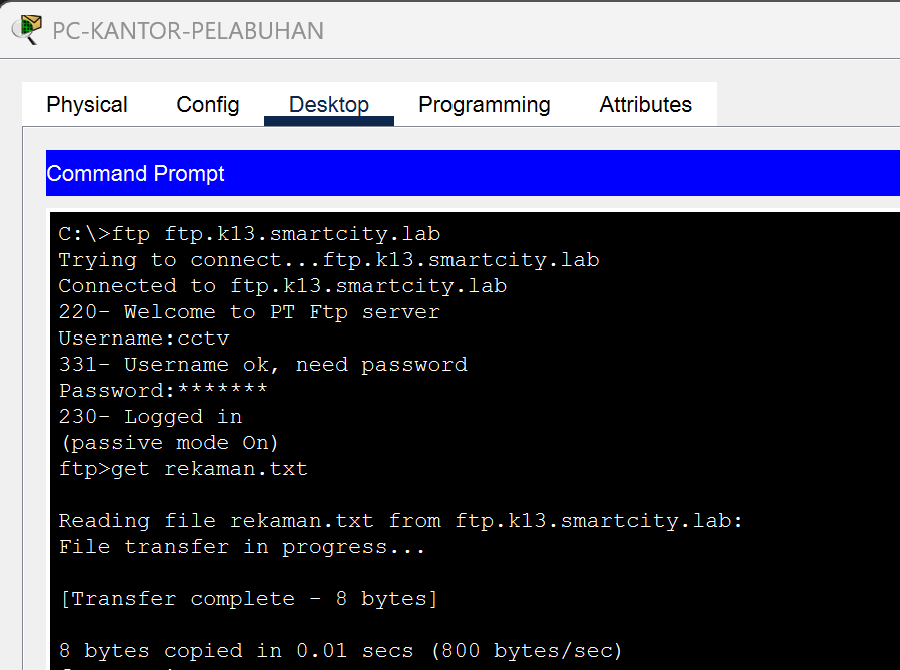 PC-KANTOR-PELABUHAN
Physical Config Desktop Programming Attributes
Command Prompt
C:\>ftp ftp.k13.smartcity.lab
Trying to connect...ftp.k13.smartcity.lab
Connected to ftp.k13.smartcity.lab
220- Welcome to PT Ftp server
Username:cctv
331- Username ok, need password
Password:*******
230- Logged in
(passive mode On)
ftp>get rekaman.txt
Reading file rekaman.txt from ftp.k13.smartcity.lab:
File transfer in progress...
[Transfer complete - 8 bytes]
8 bytes copied in 0.01 secs (800 bytes/sec)